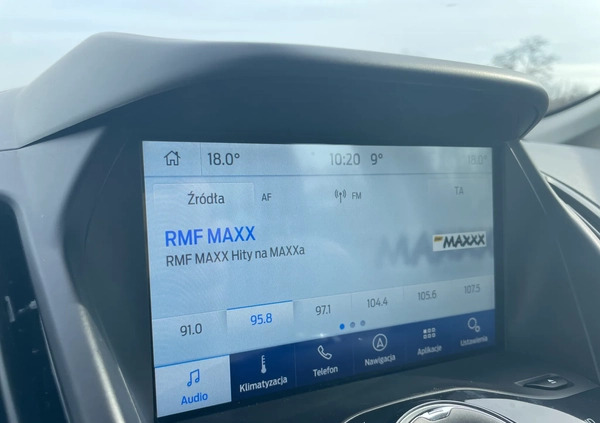 18.0° 10:20 9° 18.0°
Źródła AF FM TA
RMF MAXX
RMF MAXX Hity na MAXXa
MAXXX
91.0 95.8 97.1 104.4 105.6 107.5
Audio Klimatyzacja Telefon Nawigacja Aplikacje Ustawienia